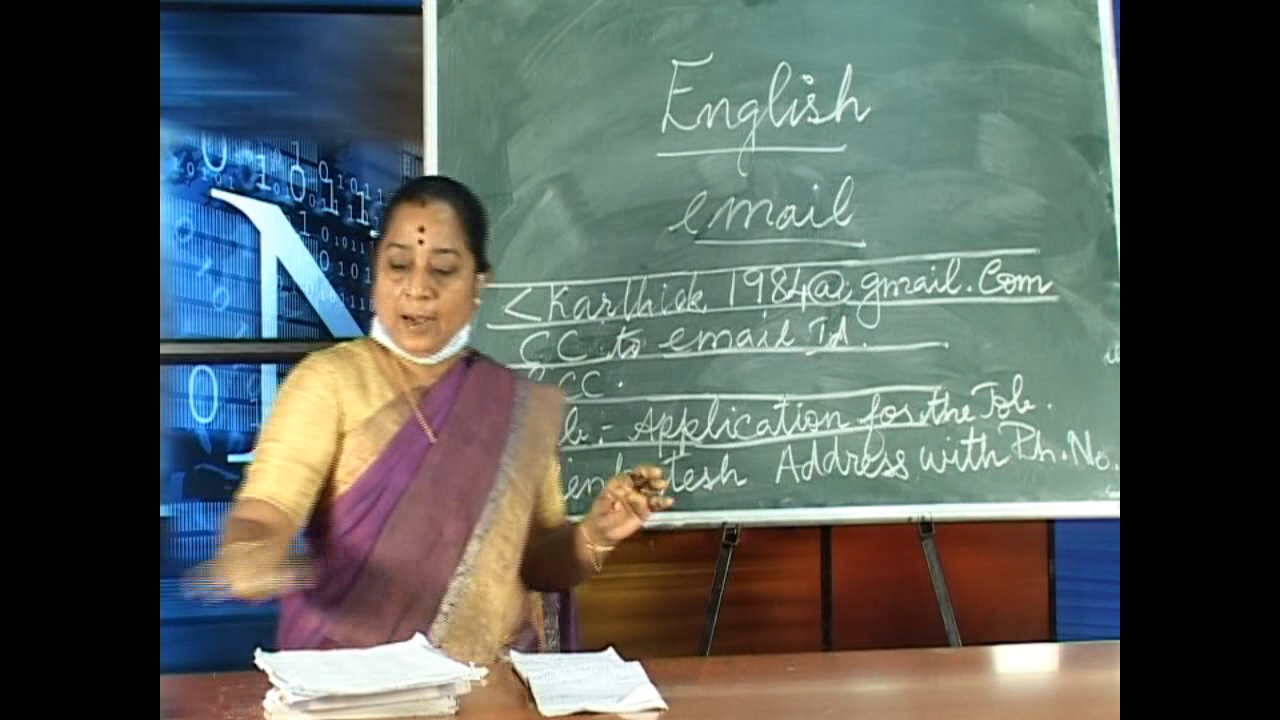 English
email
< Karthick 1984@gmail.com
CC to email Id.
CC.
b:- Application for the Job.
Address with Ph. No.